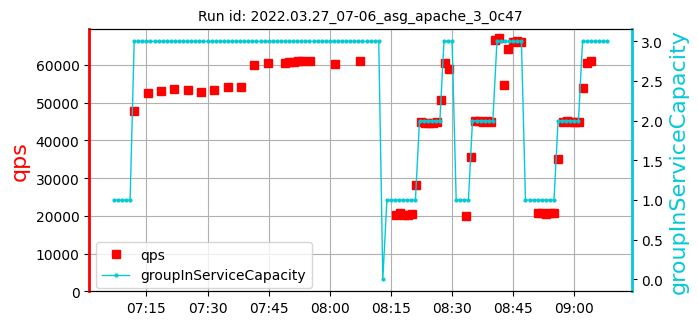 Run id: 2022.03.27_07-06_asg_apache_3_0c47
qps
60000
50000
40000
30000
20000
10000
0
3.0
2.5
2.0
1.5
1.0
0.5
0.0
groupInServiceCapacity
qps
groupInServiceCapacity
07:15 07:30 07:45 08:00 08:15 08:30 08:45 09:00